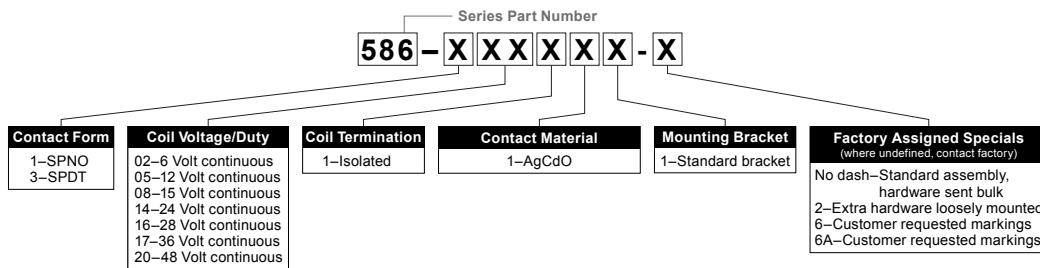 Series Part Number
586–XXXXXX-X
Contact Form
1–SPNO
3–SPDT
Coil Voltage/Duty
02–6 Volt continuous
05–12 Volt continuous
08–15 Volt continuous
14–24 Volt continuous
16–28 Volt continuous
17–36 Volt continuous
20–48 Volt continuous
Coil Termination
1–Isolated
Contact Material
1–AgCdO
Mounting Bracket
1–Standard bracket
Factory Assigned Specials
(where undefined, contact factory)
No dash–Standard assembly,
hardware sent bulk
2–Extra hardware loosely mounted
6–Customer requested markings
6A–Customer requested markings